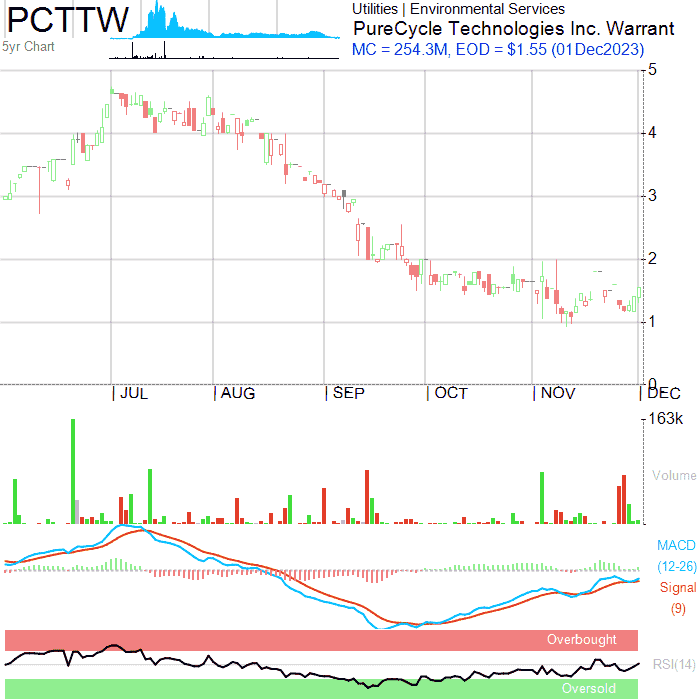 PCTTW
5yr Chart
Utilities | Environmental Services
PureCycle Technologies Inc. Warrant
MC = 254.3M, EOD = $1.55 (01Dec2023)
5
4
3
2
1
0
| JUL | AUG | SEP | OCT | NOV | DEC
163k
Volume
MACD
(12-26)
Signal
(9)
Overbought
RSI(14)
Oversold